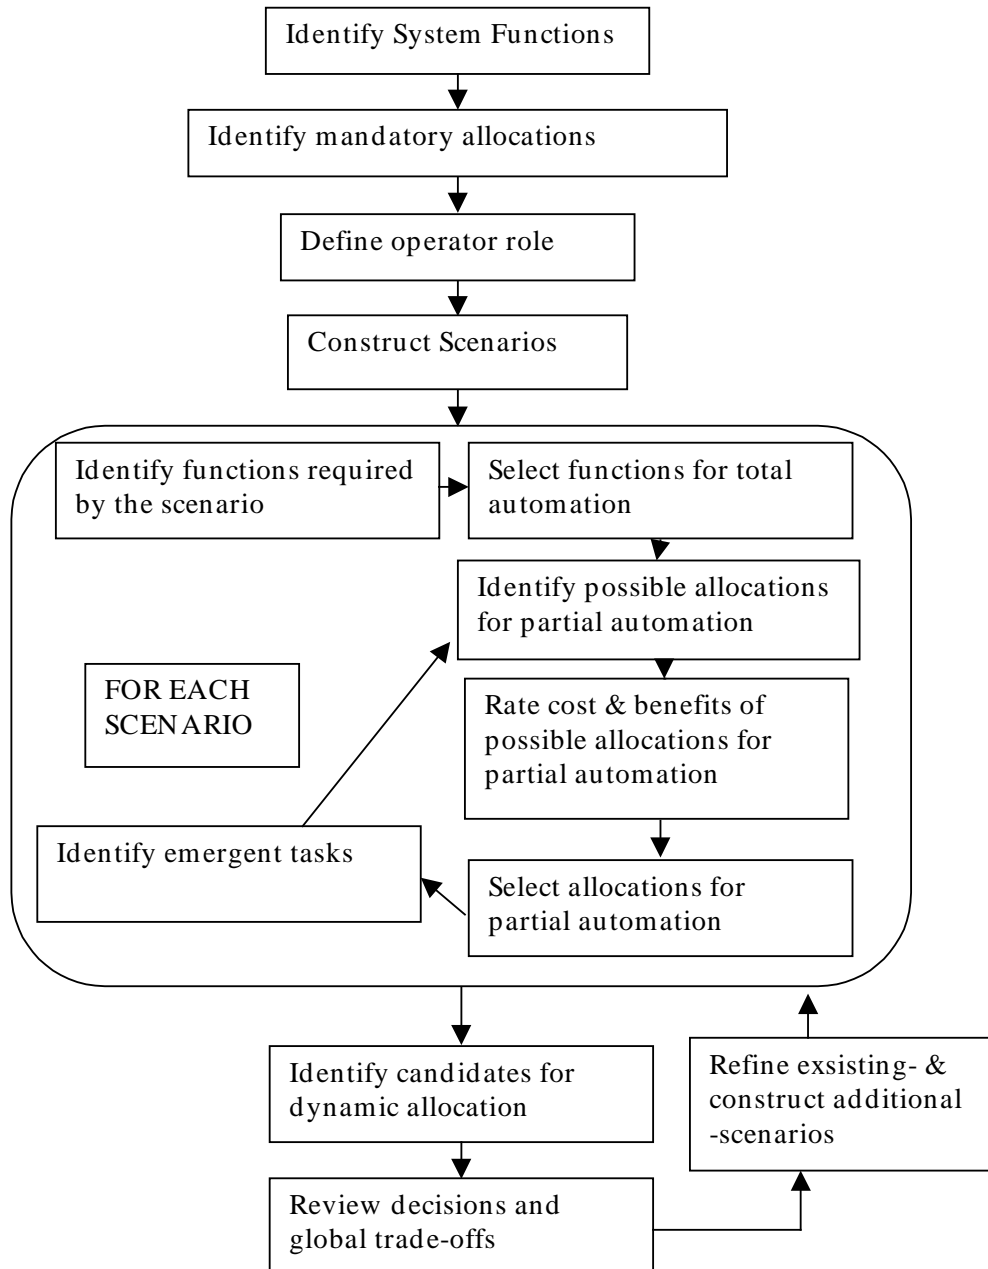 Identify System Functions
Identify mandatory allocations
Define operator role
Construct Scenarios
Identify functions required
by the scenario
Select functions for total
automation
Identify possible allocations
for partial automation
FOR EACH
SCENARIO
Rate cost & benefits of
possible allocations for
partial automation
Identify emergent tasks
Select allocations for
partial automation
Identify candidates for
dynamic allocation
Refine exsisting- &
construct additional
-scenarios
Review decisions and
global trade-offs